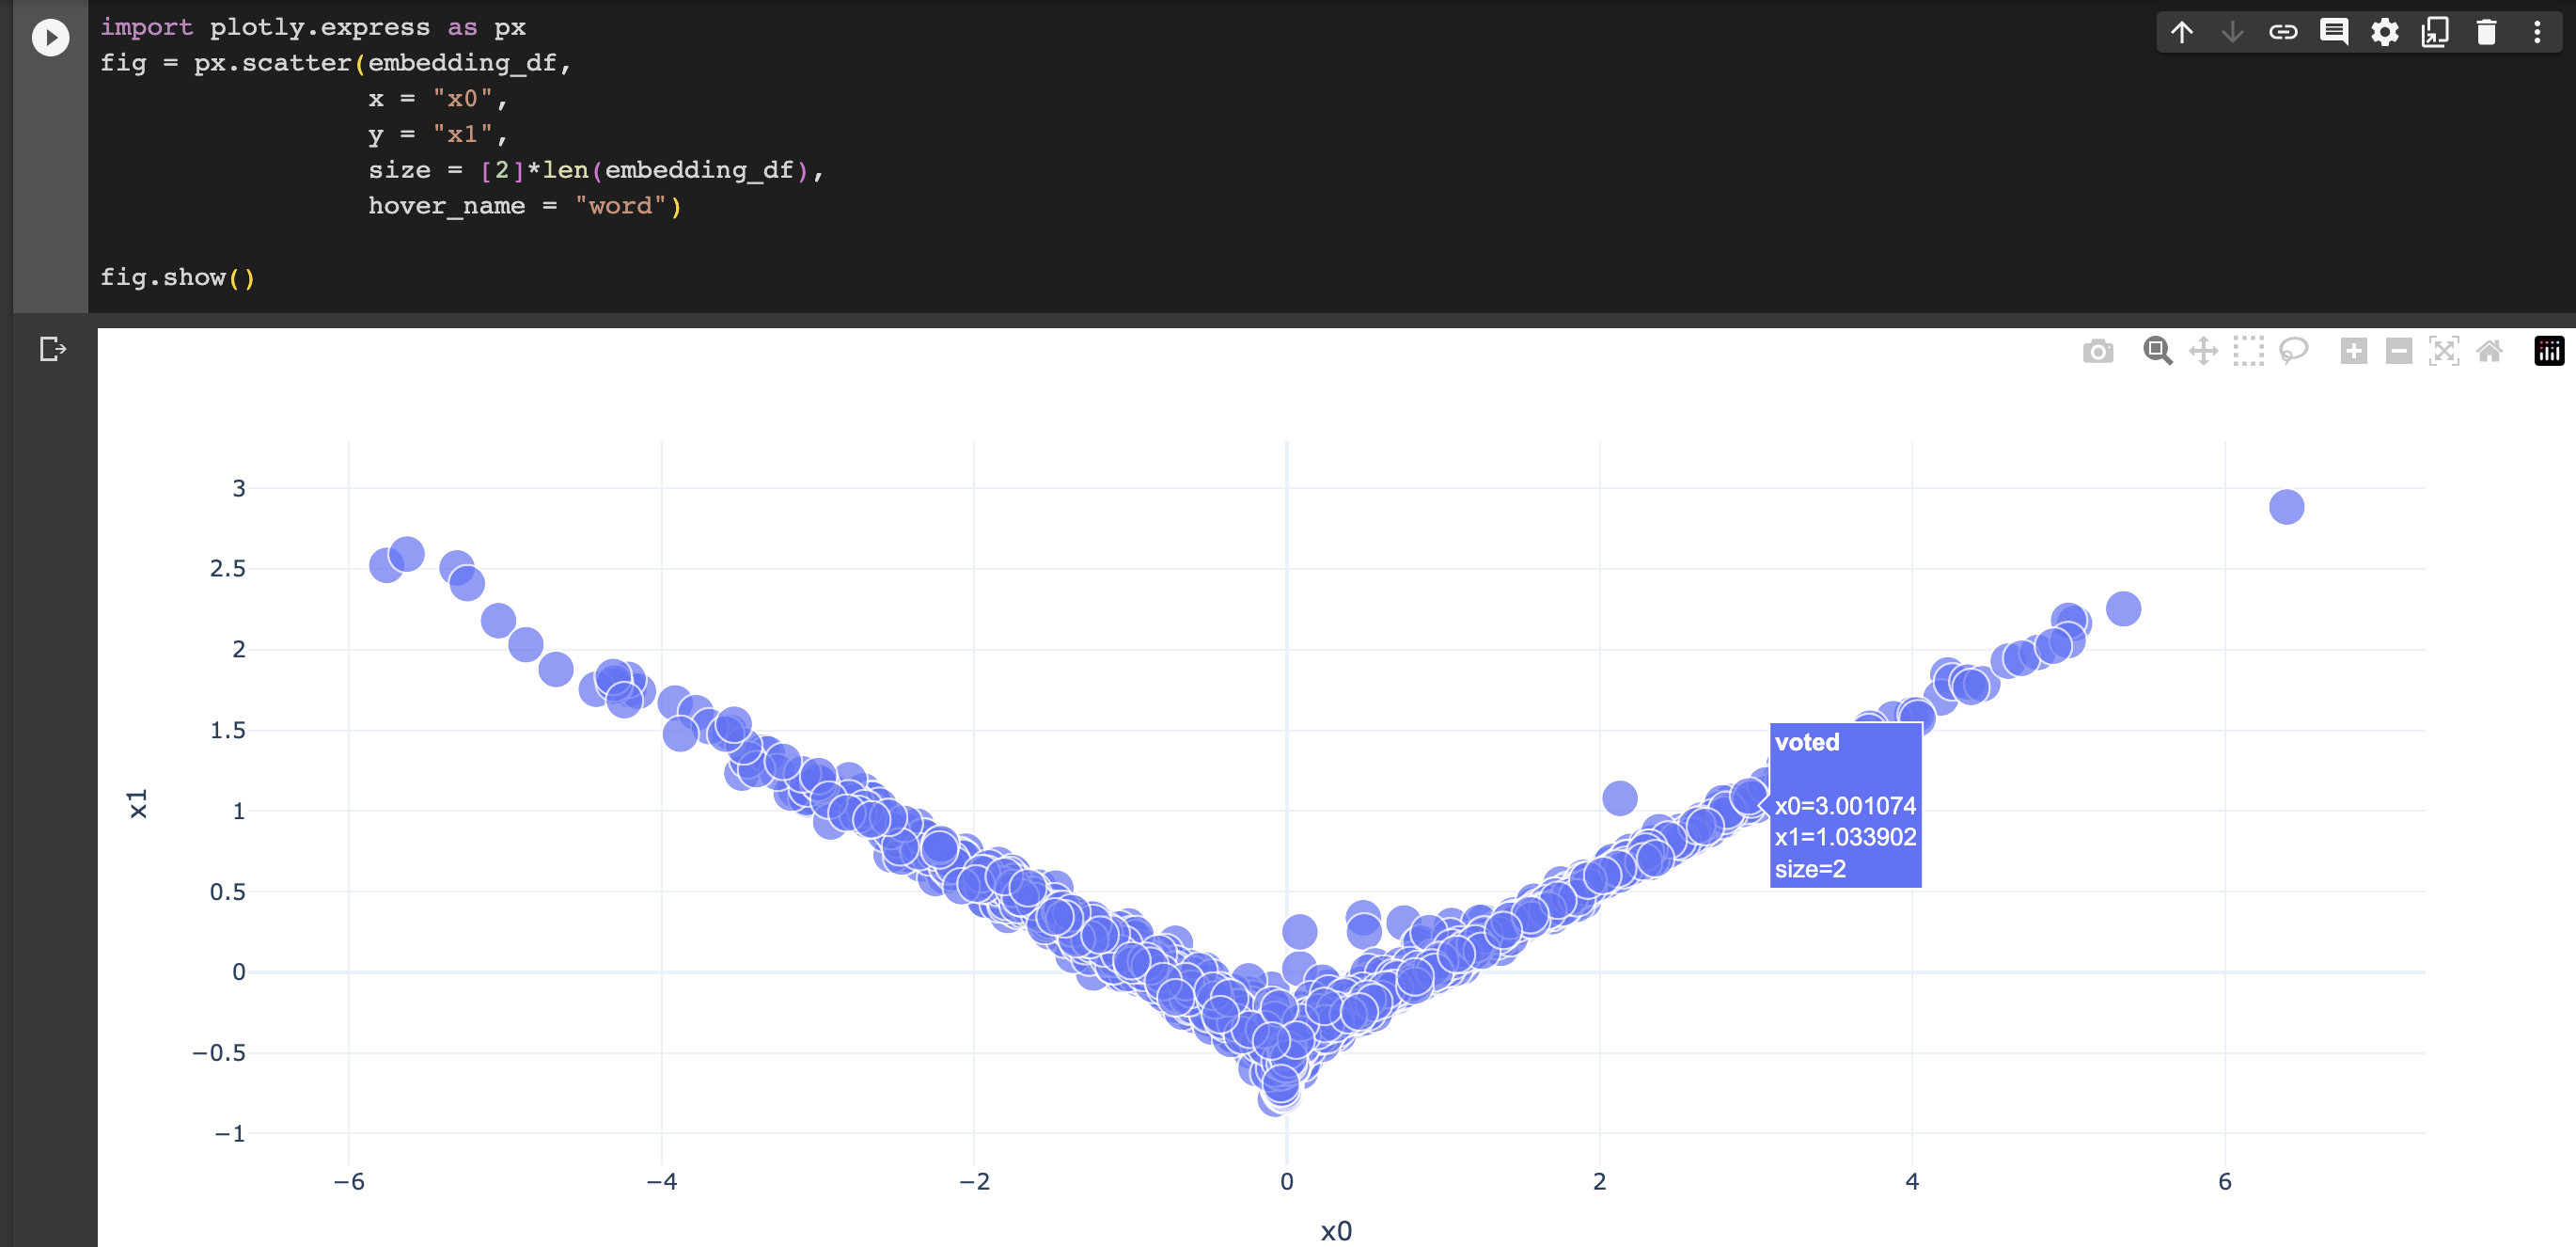 import plotly.express as px
fig = px.scatter(embedding_df,
x = "x0",
y = "x1",
size = [2]*len(embedding_df),
hover_name = "word")
fig.show()
3
2.5
2
1.5
1
0.5
0
−0.5
−1
x1
voted
x0=3.001074
x1=1.033902
size=2
−6
−4
−2
0
2
4
6
x0